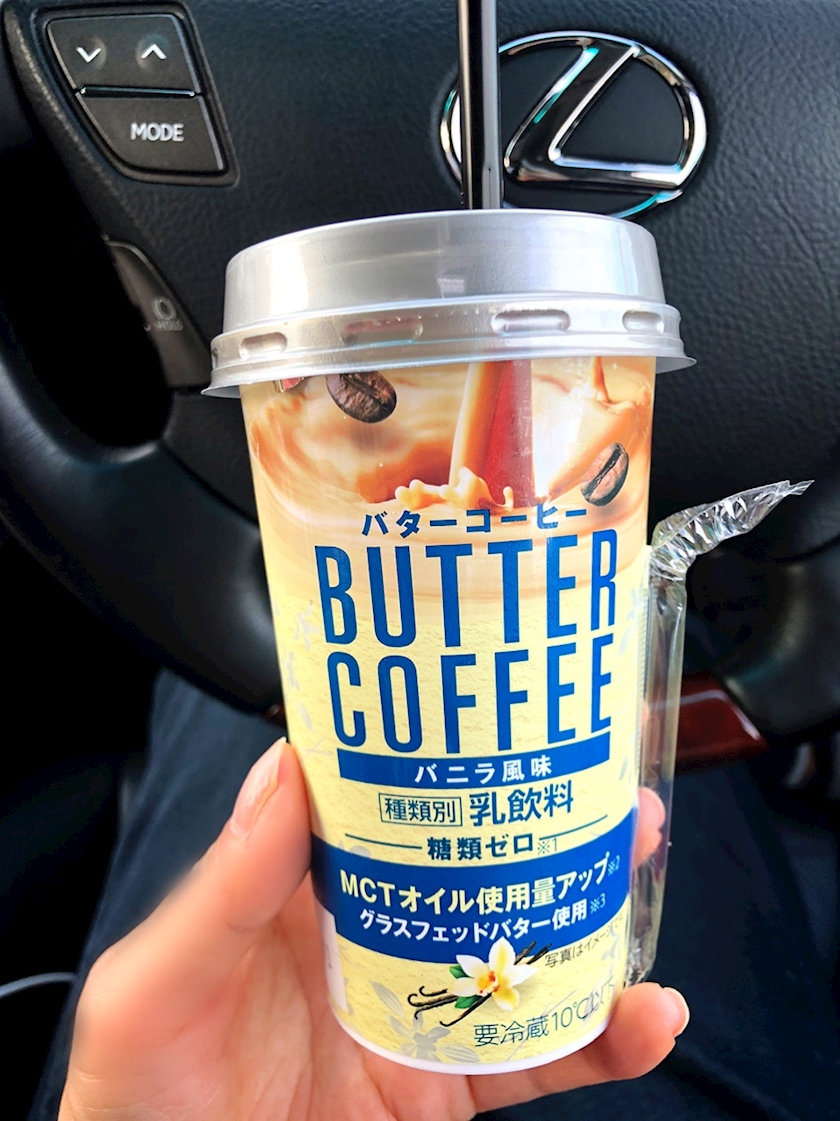 MODE
バターコーヒー
BUTTER
COFFEE
バニラ風味
種類別 乳飲料
糖類ゼロ※1
MCTオイル使用量アップ※2
グラスフェッドバター使用※3
写真はイメージ
要冷蔵10℃以下